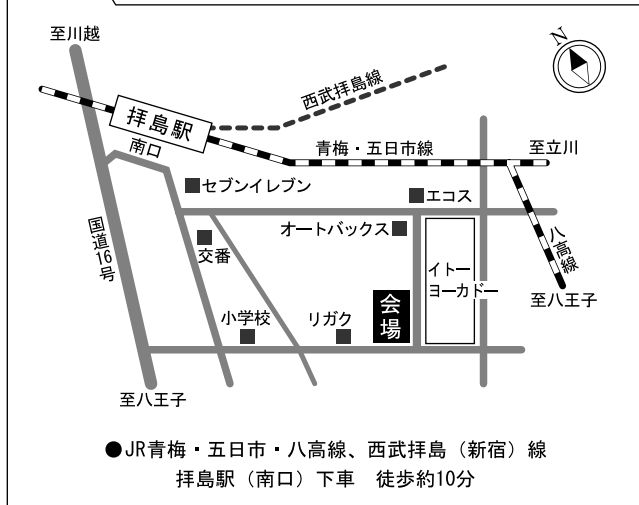 至川越
N
西武拝島線
拝島駅
南口
青梅・五日市線
至立川
セブンイレブン
エコス
国道16号
交番
オートバックス
八高線
イトー
ヨーカドー
会場
至八王子
小学校
リガク
至八王子
●JR青梅・五日市・八高線、西武拝島（新宿）線
拝島駅（南口）下車　徒歩約10分